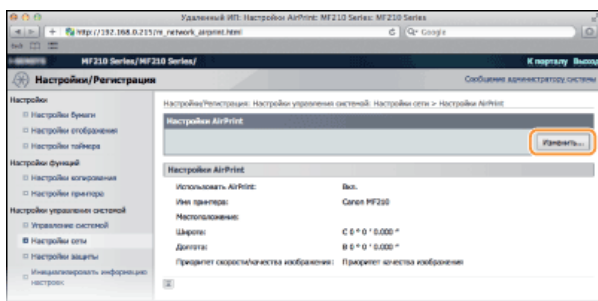 Удаленный ИП: Настройки AirPrint: MF210 Series: MF210 Series
http://192.168.0.215/m_network_airprint.html
Google
MF210 Series/MF210 Series/
К порталу Выход
Настройки/Регистрация
Сообщение администратору системы
Настройки
Настройки бумаги
Настройки отображения
Настройки таймера
Настройки функций
Настройки копирования
Настройки принтера
Настройки управления системой
Управление системой
Настройки сети
Настройки защиты
Инициализировать информацию
настроек
Настройки/Регистрация: Настройки управления системой: Настройки сети > Настройки AirPrint
Настройки AirPrint
Изменить...
Настройки AirPrint
Использовать AirPrint: Вкл.
Имя принтера: Canon MF210
Местоположение:
Широта: С 0 ° 0 ' 0.000 "
Долгота: В 0 ° 0 ' 0.000 "
Приоритет скорости/качества изображения: Приоритет качества изображения